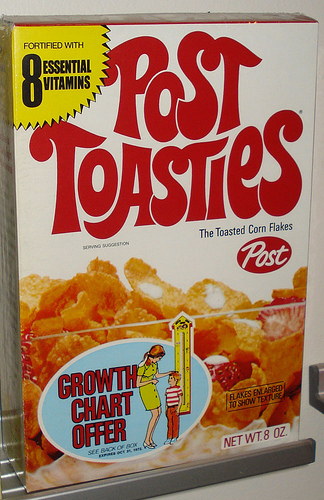 FORTIFIED WITH
8 ESSENTIAL
VITAMINS
POST
TOASTIES
The Toasted Corn Flakes
SERVING SUGGESTION
Post
GROWTH
CHART
OFFER
SEE BACK OF BOX
FLAKES ENLARGED
TO SHOW TEXTURE
NET WT. 8 OZ.